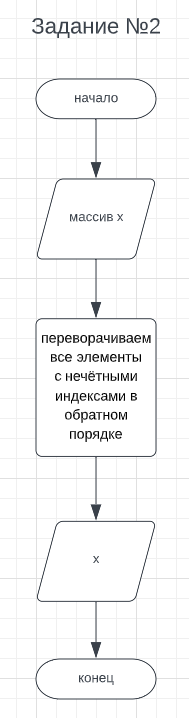 Задание №2
начало
массив x
переворачиваем
все элементы
с нечётными
индексами в
обратном
порядке
x
конец